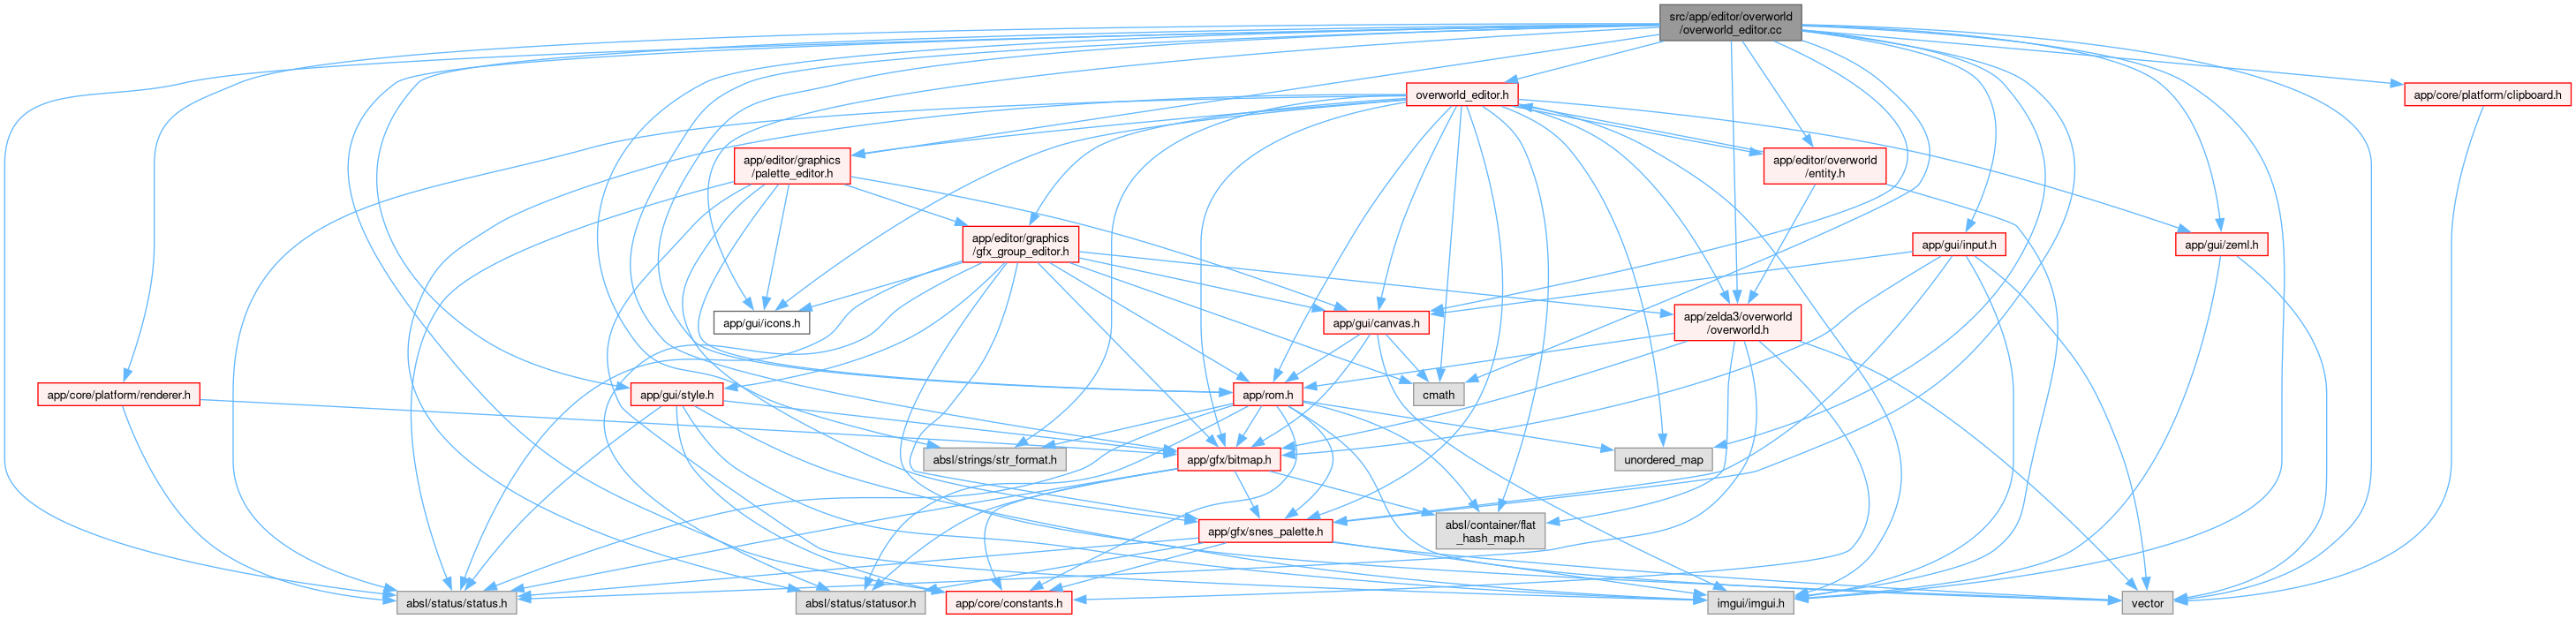 src/app/editor/overworld
/overworld_editor.cc
overworld_editor.h
app/core/platform/clipboard.h
app/editor/graphics
/palette_editor.h
app/editor/overworld
/entity.h
app/editor/graphics
/gfx_group_editor.h
app/gui/input.h
app/gui/zeml.h
app/gui/icons.h
app/gui/canvas.h
app/zelda3/overworld
/overworld.h
app/core/platform/renderer.h
app/gui/style.h
app/rom.h
cmath
absl/strings/str_format.h
app/gfx/bitmap.h
unordered_map
app/gfx/snes_palette.h
absl/container/flat
_hash_map.h
absl/status/status.h
absl/status/statusor.h
app/core/constants.h
imgui/imgui.h
vector